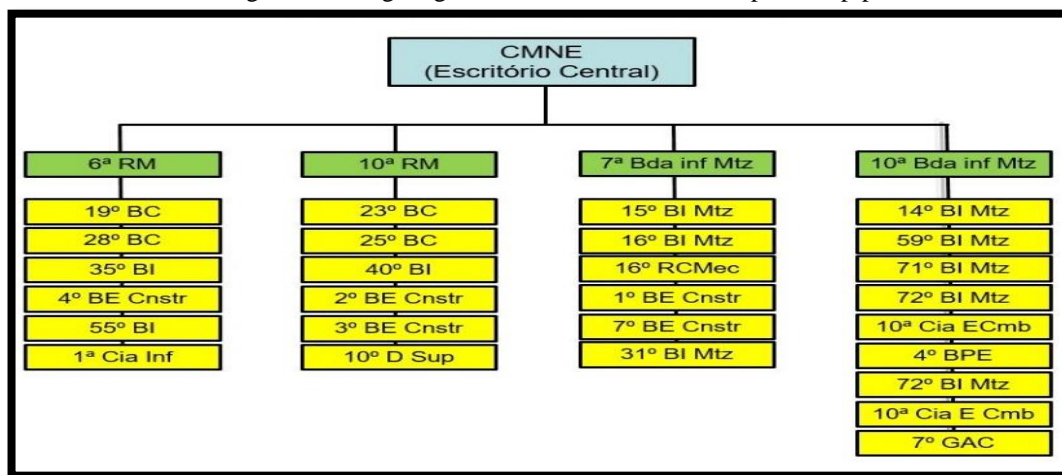 CMNE
(Escritório Central)
6ª RM
19º BC
28º BC
35º BI
4º BE Cnstr
55º BI
1ª Cia Inf
10ª RM
23º BC
25º BC
40º BI
2º BE Cnstr
3º BE Cnstr
10º D Sup
7ª Bda inf Mtz
15º BI Mtz
16º BI Mtz
16º RCMec
1º BE Cnstr
7º BE Cnstr
31º BI Mtz
10ª Bda inf Mtz
14º BI Mtz
59º BI Mtz
71º BI Mtz
72º BI Mtz
10ª Cia ECmb
4º BPE
72º BI Mtz
10ª Cia E Cmb
7º GAC